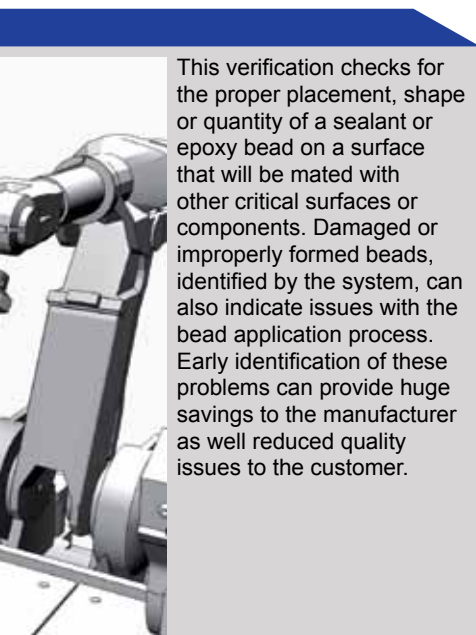 This verification checks for
the proper placement, shape
or quantity of a sealant or
epoxy bead on a surface
that will be mated with
other critical surfaces or
components. Damaged or
improperly formed beads,
identified by the system, can
also indicate issues with the
bead application process.
Early identification of these
problems can provide huge
savings to the manufacturer
as well reduced quality
issues to the customer.